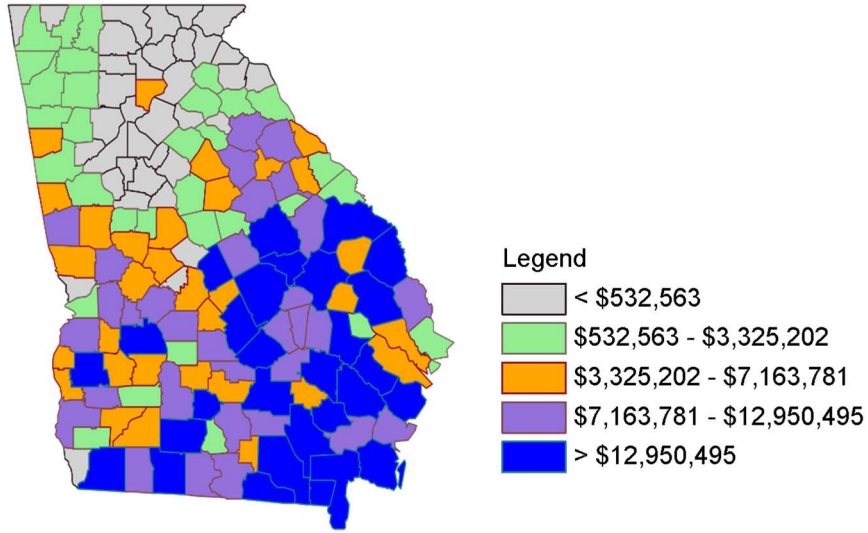 Legend
< $532,563
$532,563 - $3,325,202
$3,325,202 - $7,163,781
$7,163,781 - $12,950,495
> $12,950,495